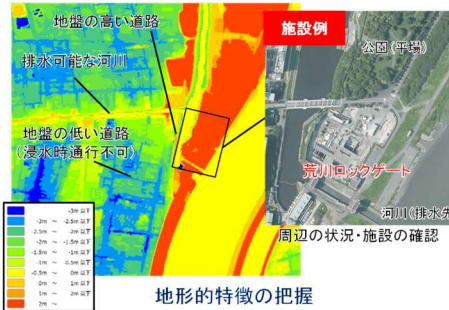 地盤の高い道路
排水可能な河川
地盤の低い道路
(浸水時通行不可)
施設例
公園(平場)
荒川ロックゲート
河川(排水先
周辺の状況・施設の確認
-3m 以下
-3m ～ -2.5m 以下
-2.5m ～ -2m 以下
-2m ～ -1.5m 以下
-1.5m ～ -1m 以下
-1m ～ -0.5m 以下
-0.5m ～ 0m 以下
0m ～ 1m 以下
1m ～ 2m 以下
2m ～
地形的特徴の把握